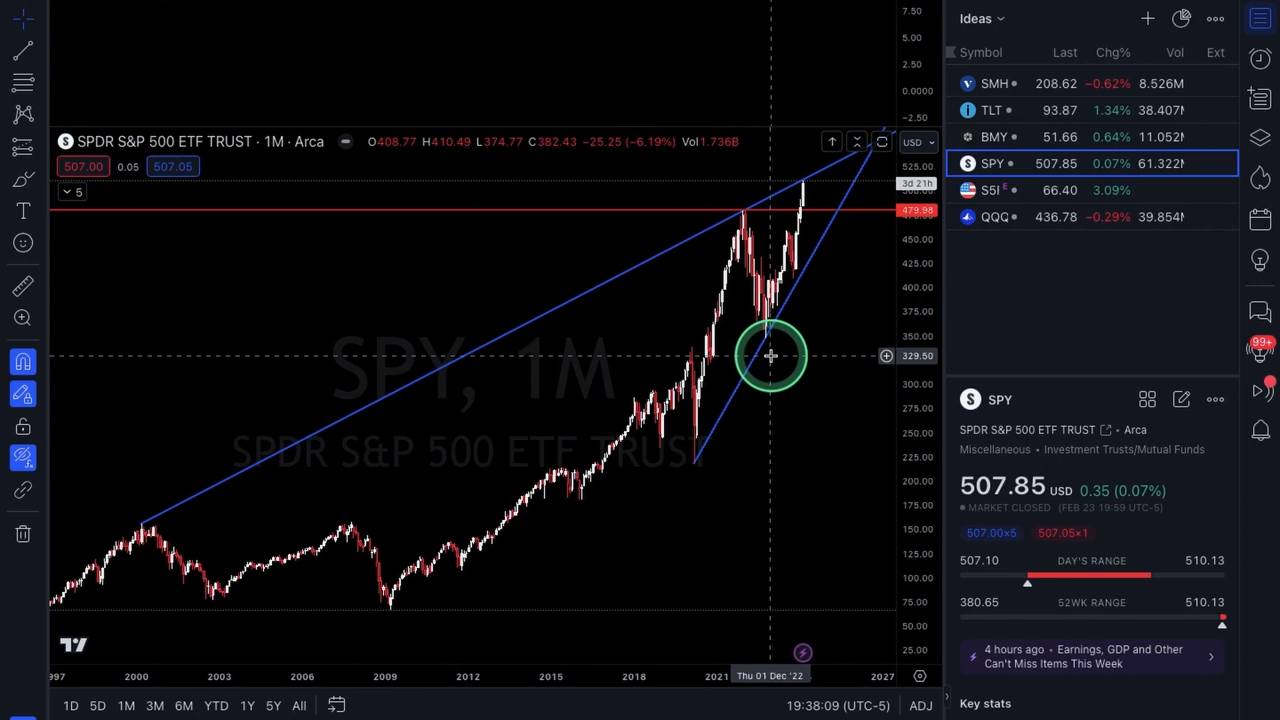 SPDR S&P 500 ETF TRUST · 1M · Arca O408.77 H410.49 L374.77 C382.43 −25.25 (−6.19%) Vol1.736B
507.00 0.05 507.05
5
USD
7.50
5.00
2.50
0.0000
−2.50
525.00
3d 21h
479.98
450.00
425.00
400.00
375.00
350.00
329.50
300.00
275.00
250.00
225.00
200.00
175.00
150.00
125.00
100.00
75.00
50.00
25.00
SPY, 1M
SPDR S&P 500 ETF TRUST
997 2000 2003 2006 2009 2012 2015 2018 2021 Thu 01 Dec '22 2027
1D 5D 1M 3M 6M YTD 1Y 5Y All 19:38:09 (UTC-5) ADJ
Ideas
Symbol Last Chg% Vol Ext
SMH 208.62 −0.62% 8.526M
TLT 93.87 1.34% 38.407M
BMY 51.66 0.64% 11.052M
SPY 507.85 0.07% 61.322M
S5I E 66.40 3.09%
QQQ 436.78 −0.29% 39.854M
99+
S SPY
SPDR S&P 500 ETF TRUST • Arca
Miscellaneous • Investment Trusts/Mutual Funds
507.85 USD 0.35 (0.07%)
MARKET CLOSED (FEB 23 19:59 UTC-5)
507.00×5 507.05×1
507.10 DAY'S RANGE 510.13
380.65 52WK RANGE 510.13
4 hours ago • Earnings, GDP and Other
Can't Miss Items This Week
Key stats